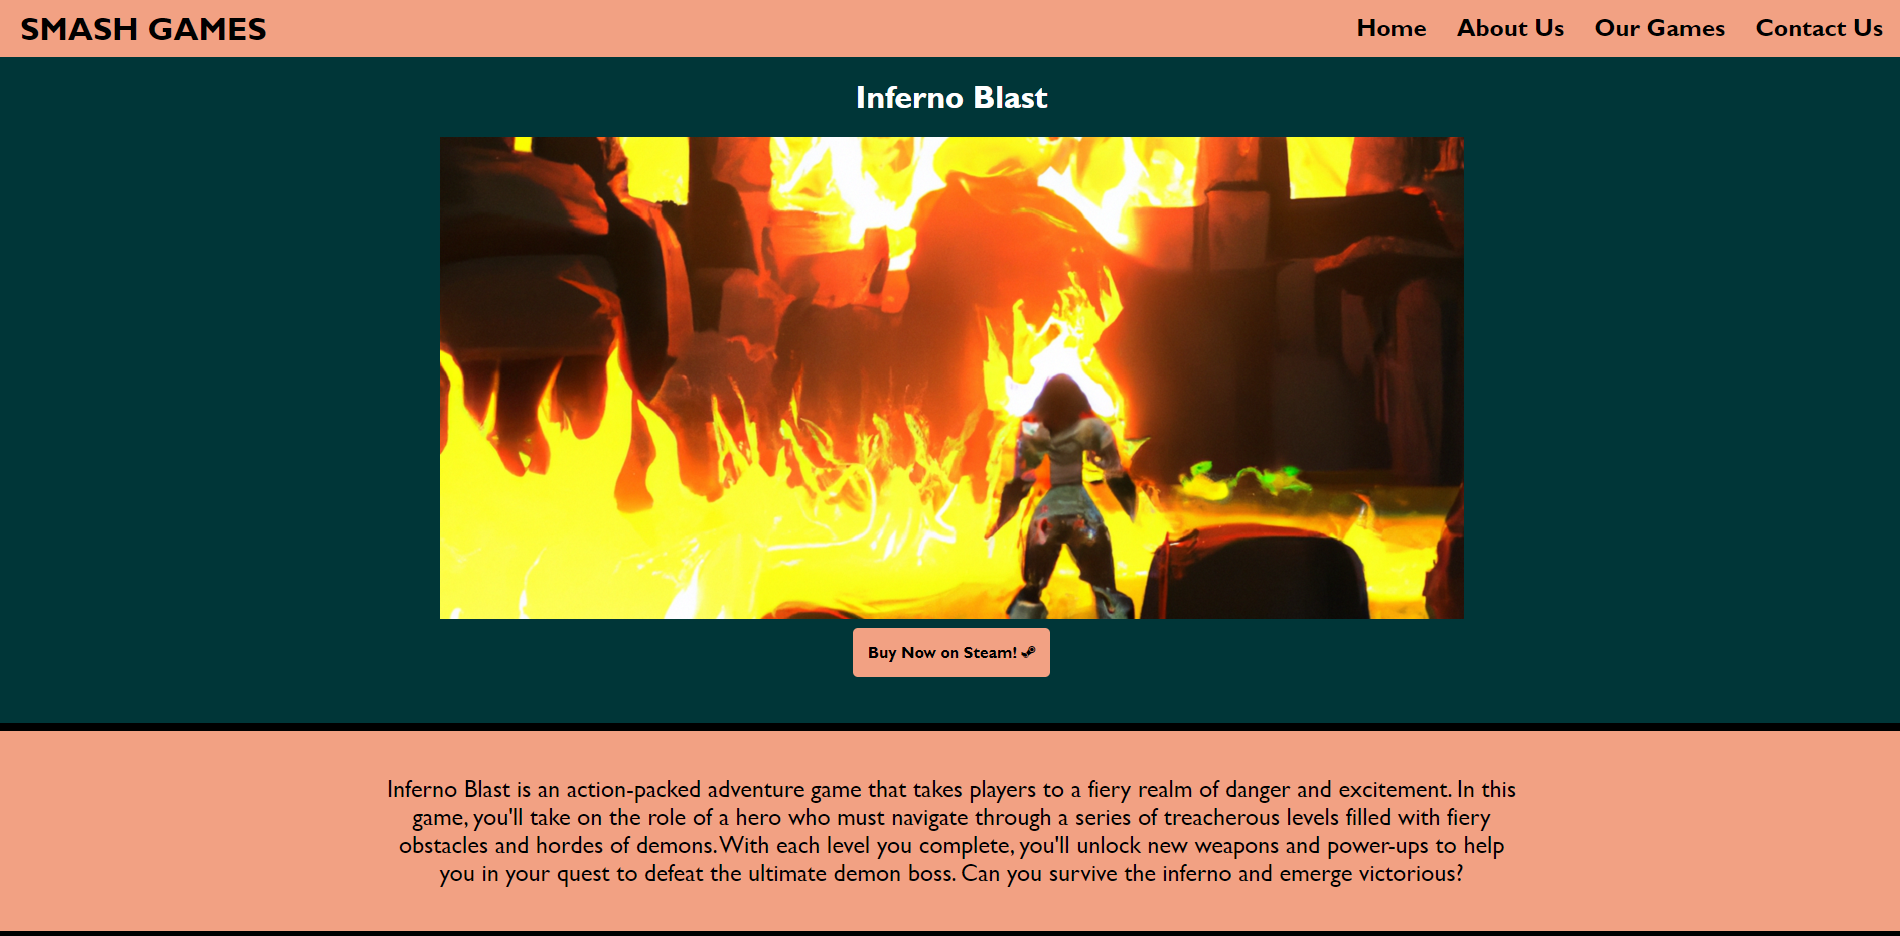 SMASH GAMES
Home About Us Our Games Contact Us
Inferno Blast
Buy Now on Steam!
Inferno Blast is an action-packed adventure game that takes players to a fiery realm of danger and excitement. In this
game, you'll take on the role of a hero who must navigate through a series of treacherous levels filled with fiery
obstacles and hordes of demons. With each level you complete, you'll unlock new weapons and power-ups to help
you in your quest to defeat the ultimate demon boss. Can you survive the inferno and emerge victorious?